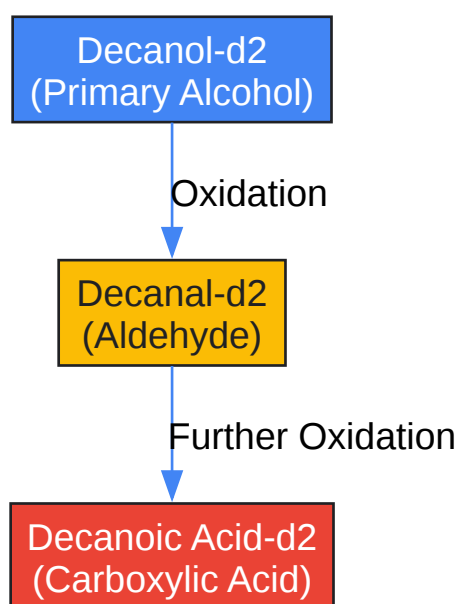 Decanol-d2
(Primary Alcohol)
Oxidation
Decanal-d2
(Aldehyde)
Further Oxidation
Decanoic Acid-d2
(Carboxylic Acid)